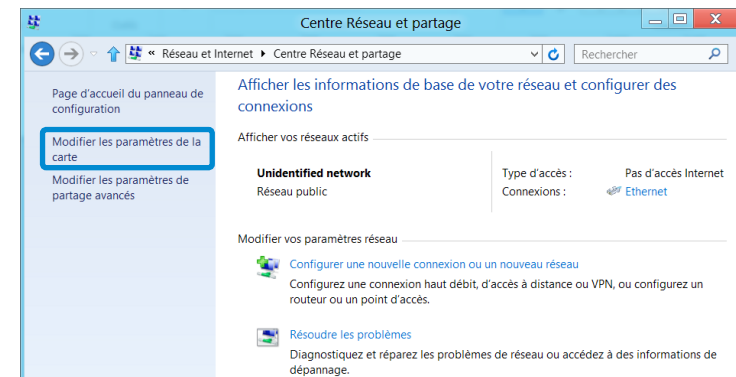 Centre Réseau et partage
« Réseau et Internet ▸ Centre Réseau et partage
Rechercher
Page d'accueil du panneau de
configuration
Modifier les paramètres de la
carte
Modifier les paramètres de
partage avancés
Afficher les informations de base de votre réseau et configurer des
connexions
Afficher vos réseaux actifs
Unidentified network
Réseau public
Type d'accès : Pas d'accès Internet
Connexions : Ethernet
Modifier vos paramètres réseau
Configurer une nouvelle connexion ou un nouveau réseau
Configurez une connexion haut débit, d'accès à distance ou VPN, ou configurez un
routeur ou un point d'accès.
Résoudre les problèmes
Diagnostiquez et réparez les problèmes de réseau ou accédez à des informations de
dépannage.